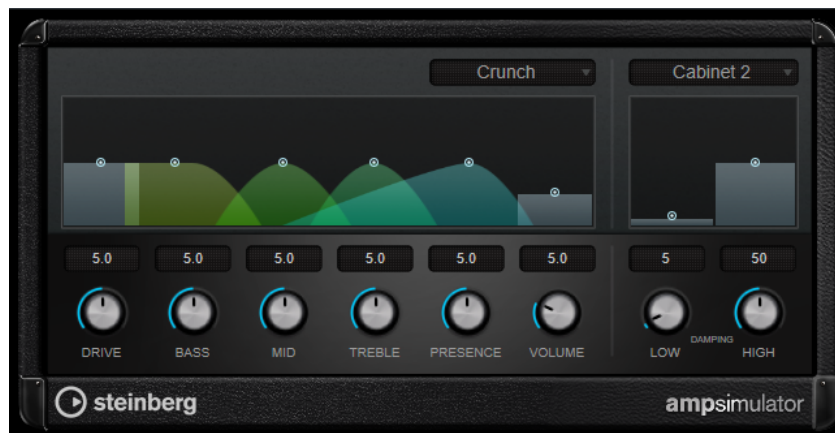 Crunch Cabinet 2
5.0 5.0 5.0 5.0 5.0 5.0 5 50
DRIVE BASS MID TREBLE PRESENCE VOLUME LOW DAMPING HIGH
steinberg ampsimulator